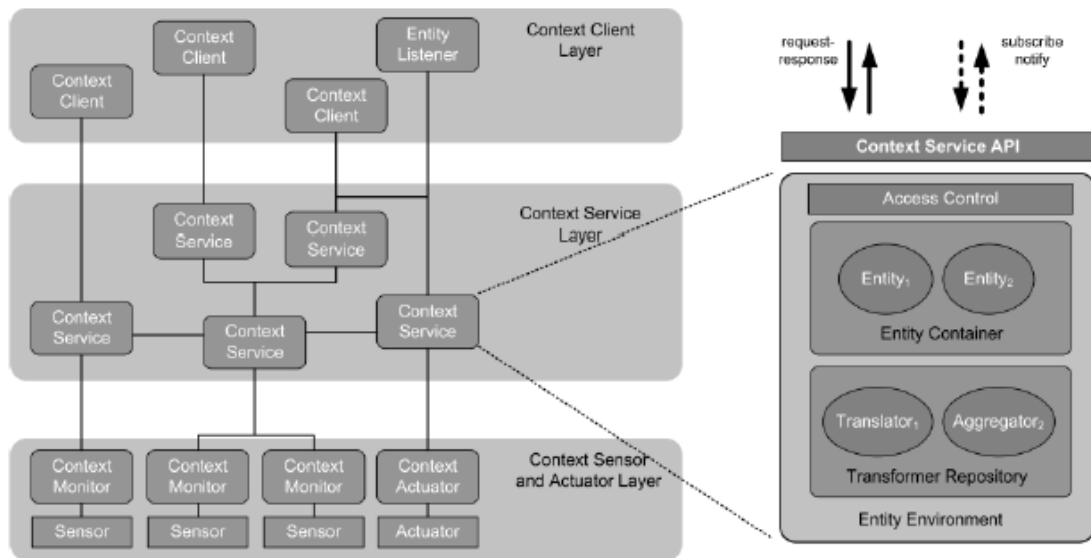 Context
Client
Context
Client
Entity
Listener
Context
Client
Context Client
Layer
Context
Service
Context
Service
Context Service
Layer
Context
Service
Context
Service
Context
Service
Context
Monitor
Context
Monitor
Context
Monitor
Context
Actuator
Context Sensor
and Actuator Layer
Sensor
Sensor
Sensor
Actuator
request-
response
subscribe
notify
Context Service API
Access Control
Entity1
Entity2
Entity Container
Translator1
Aggregator2
Transformer Repository
Entity Environment